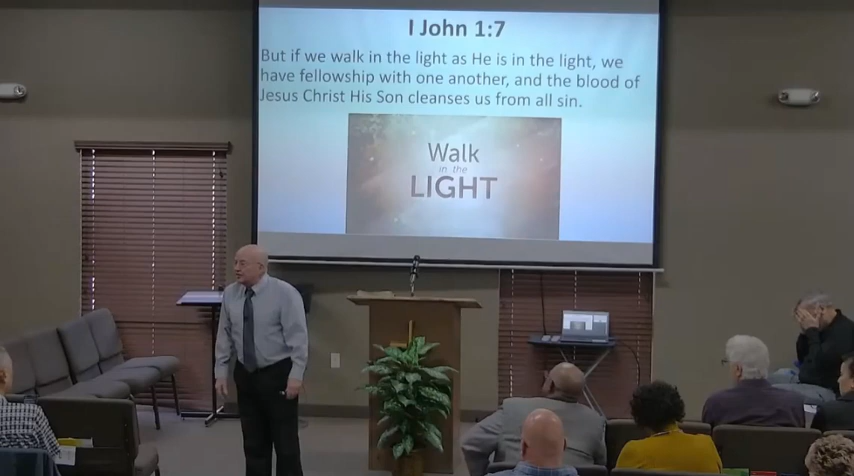 I John 1:7
But if we walk in the light as He is in the light, we
have fellowship with one another, and the blood of
Jesus Christ His Son cleanses us from all sin.
Walk
in the
LIGHT